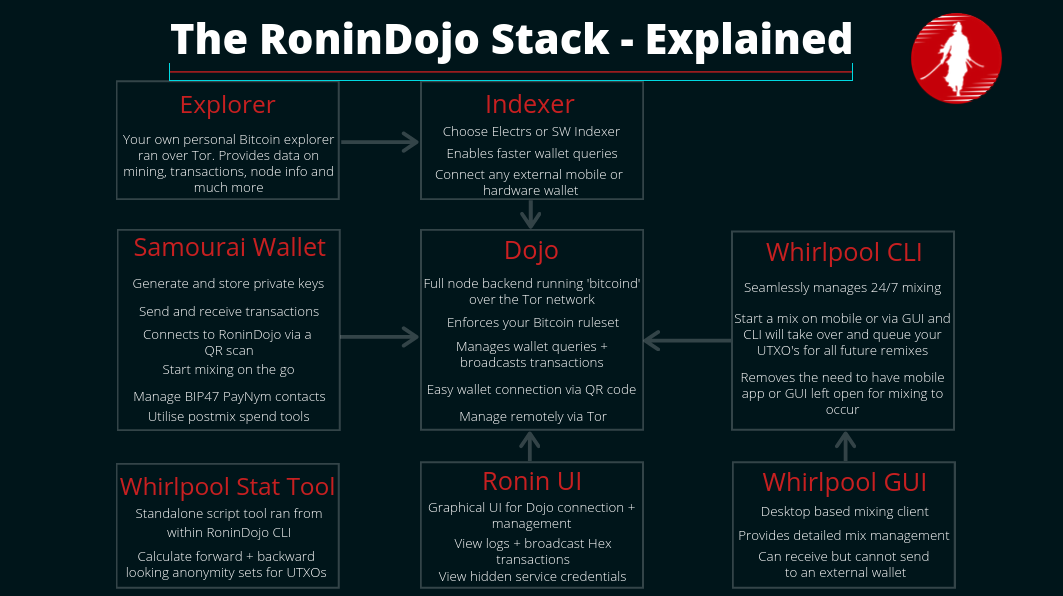 The RoninDojo Stack - Explained
Explorer
Your own personal Bitcoin explorer
ran over Tor. Provides data on
mining, transactions, node info and
much more
Indexer
Choose Electrs or SW Indexer
Enables faster wallet queries
Connect any external mobile or
hardware wallet
Samourai Wallet
Generate and store private keys
Send and receive transactions
Connects to RoninDojo via a
QR scan
Start mixing on the go
Manage BIP47 PayNym contacts
Utilise postmix spend tools
Dojo
Full node backend running 'bitcoind'
over the Tor network
Enforces your Bitcoin ruleset
Manages wallet queries +
broadcasts transactions
Easy wallet connection via QR code
Manage remotely via Tor
Whirlpool CLI
Seamlessly manages 24/7 mixing
Start a mix on mobile or via GUI and
CLI will take over and queue your
UTXO's for all future remixes
Removes the need to have mobile
app or GUI left open for mixing to
occur
Whirlpool Stat Tool
Standalone script tool ran from
within RoninDojo CLI
Calculate forward + backward
looking anonymity sets for UTXOs
Ronin UI
Graphical UI for Dojo connection +
management
View logs + broadcast Hex
transactions
View hidden service credentials
Whirlpool GUI
Desktop based mixing client
Provides detailed mix management
Can receive but cannot send
to an external wallet